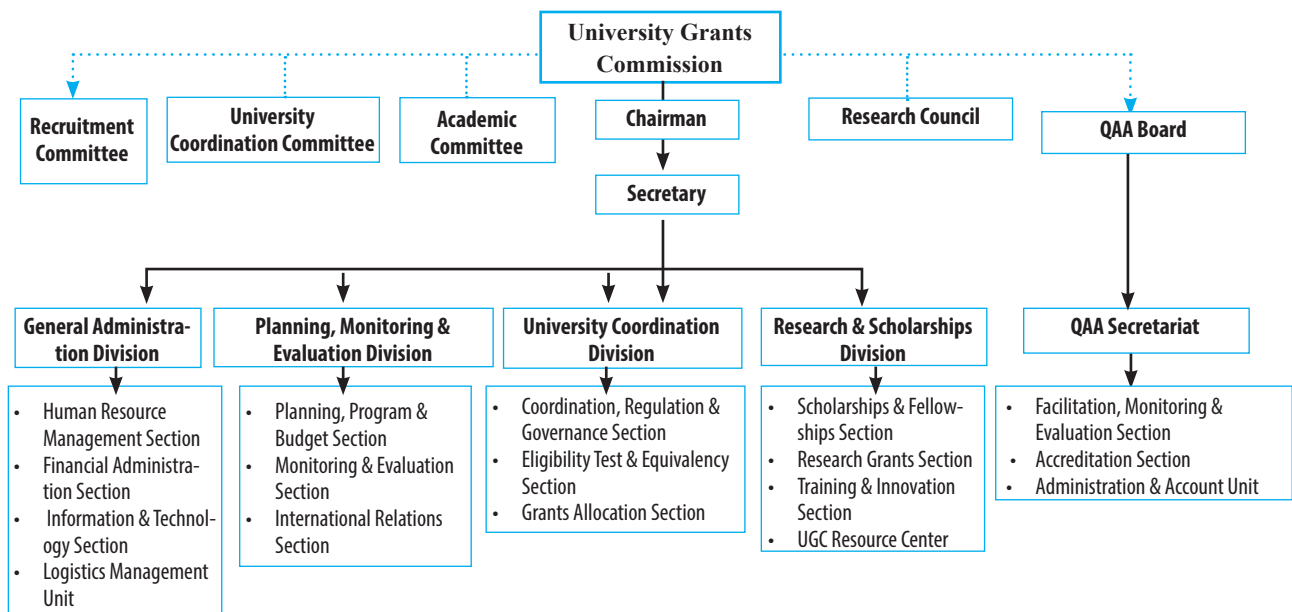 University Grants
Commission
Recruitment
Committee
University
Coordination Committee
Academic
Committee
Chairman
Research Council
QAA Board
Secretary
General Administra-
tion Division
Planning, Monitoring &
Evaluation Division
University Coordination
Division
Research & Scholarships
Division
QAA Secretariat
• Human Resource
Management Section
• Financial Administra-
tion Section
• Information & Technol-
ogy Section
• Logistics Management
Unit
• Planning, Program &
Budget Section
• Monitoring & Evaluation
Section
• International Relations
Section
• Coordination, Regulation &
Governance Section
• Eligibility Test & Equivalency
Section
• Grants Allocation Section
• Scholarships & Fellow-
ships Section
• Research Grants Section
• Training & Innovation
Section
• UGC Resource Center
• Facilitation, Monitoring &
Evaluation Section
• Accreditation Section
• Administration & Account Unit